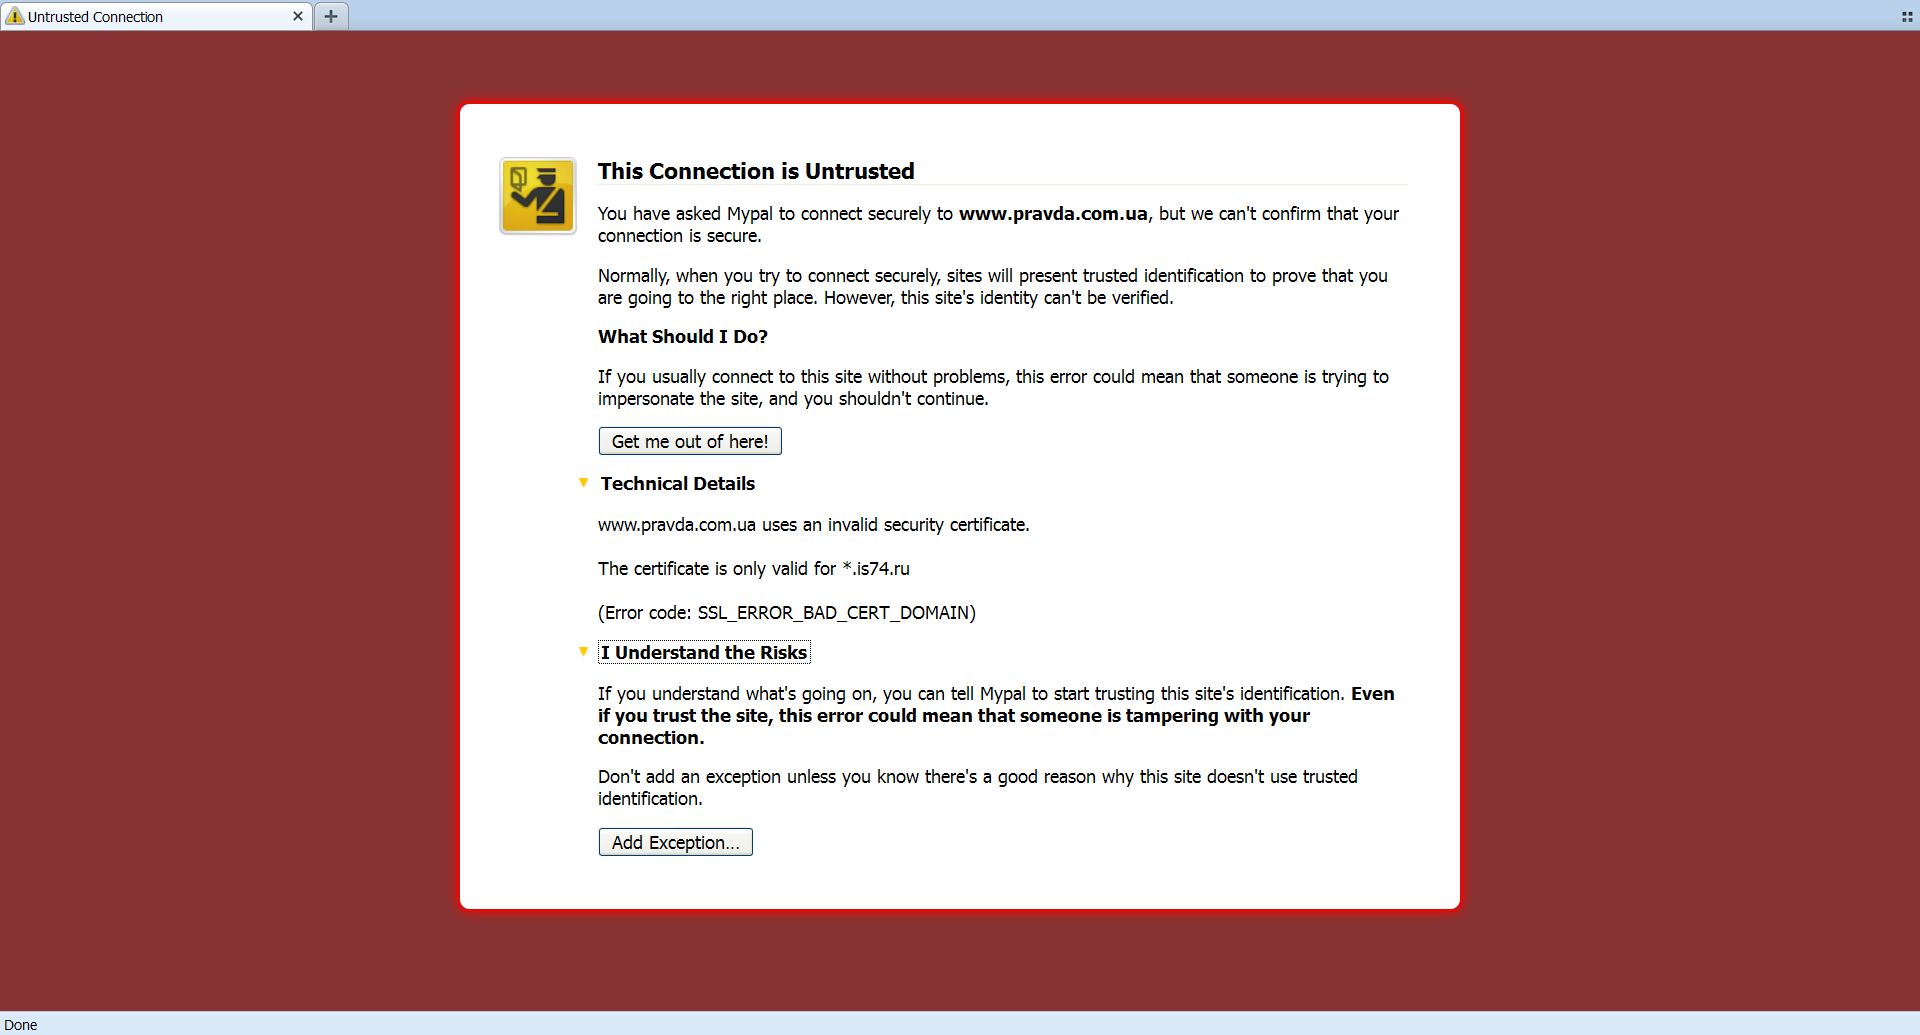 Untrusted Connection
This Connection is Untrusted
You have asked Mypal to connect securely to www.pravda.com.ua, but we can't confirm that your
connection is secure.
Normally, when you try to connect securely, sites will present trusted identification to prove that you
are going to the right place. However, this site's identity can't be verified.
What Should I Do?
If you usually connect to this site without problems, this error could mean that someone is trying to
impersonate the site, and you shouldn't continue.
Get me out of here!
Technical Details
www.pravda.com.ua uses an invalid security certificate.
The certificate is only valid for *.is74.ru
(Error code: SSL_ERROR_BAD_CERT_DOMAIN)
I Understand the Risks
If you understand what's going on, you can tell Mypal to start trusting this site's identification. Even
if you trust the site, this error could mean that someone is tampering with your
connection.
Don't add an exception unless you know there's a good reason why this site doesn't use trusted
identification.
Add Exception...
Done